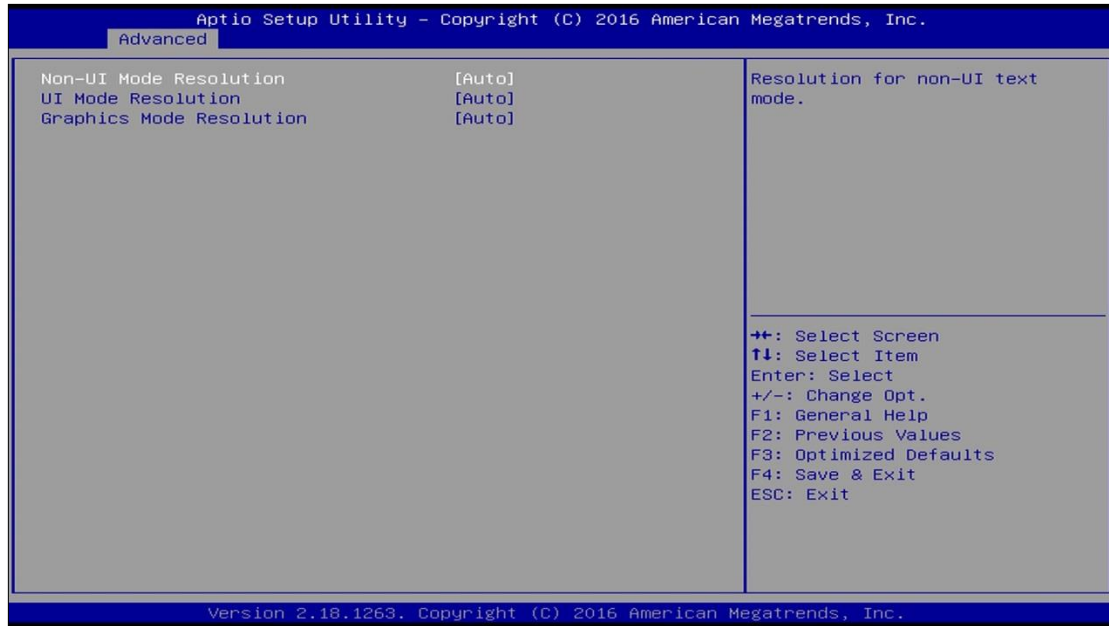 Aptio Setup Utility – Copyright (C) 2016 American Megatrends, Inc.
Advanced
Non-UI Mode Resolution [Auto]
UI Mode Resolution [Auto]
Graphics Mode Resolution [Auto]
Resolution for non-UI text
mode.
→←: Select Screen
↑↓: Select Item
Enter: Select
+/-: Change Opt.
F1: General Help
F2: Previous Values
F3: Optimized Defaults
F4: Save & Exit
ESC: Exit
Version 2.18.1263. Copyright (C) 2016 American Megatrends, Inc.